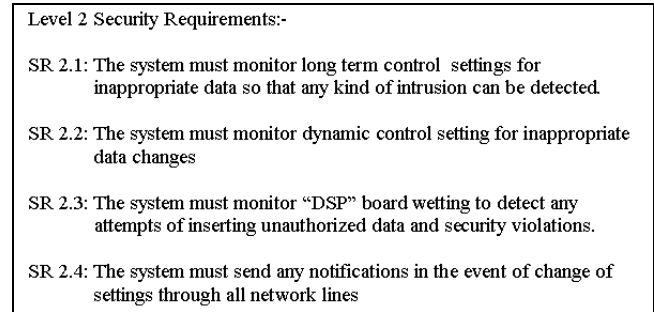 Level 2 Security Requirements:-
SR 2.1: The system must monitor long term control settings for
inappropriate data so that any kind of intrusion can be detected.
SR 2.2: The system must monitor dynamic control setting for inappropriate
data changes
SR 2.3: The system must monitor “DSP” board wetting to detect any
attempts of inserting unauthorized data and security violations.
SR 2.4: The system must send any notifications in the event of change of
settings through all network lines